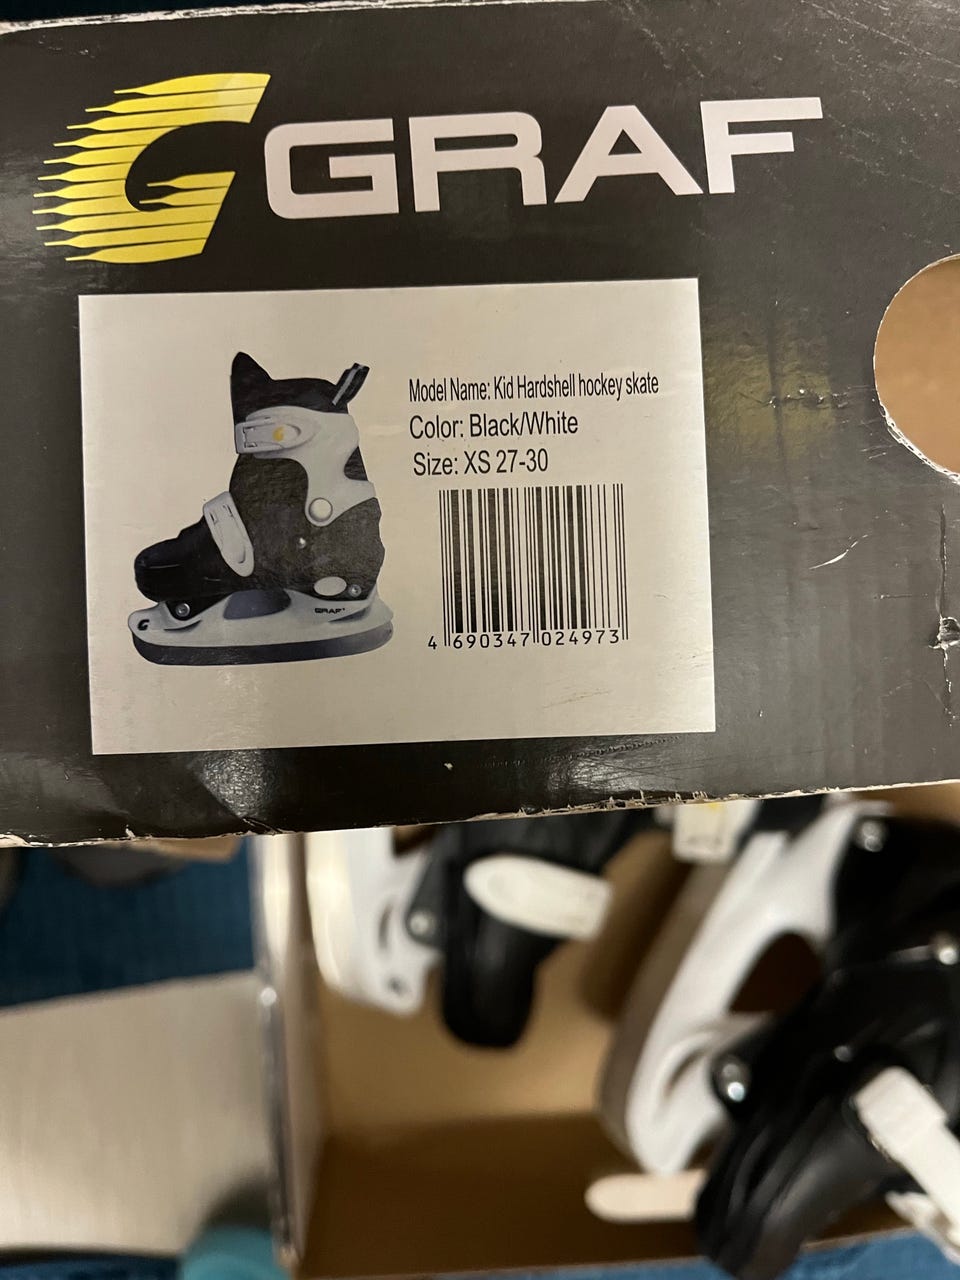 GRAF
Model Name: Kid Hardshell hockey skate
Color: Black/White
Size: XS 27-30
GRAF
4 690347 024973